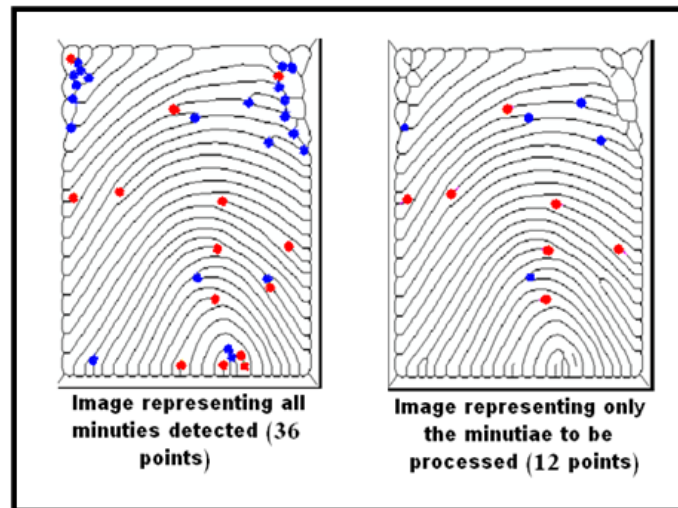 Image representing all
minuties detected (36
points)
Image representing only
the minutiae to be
processed (12 points)